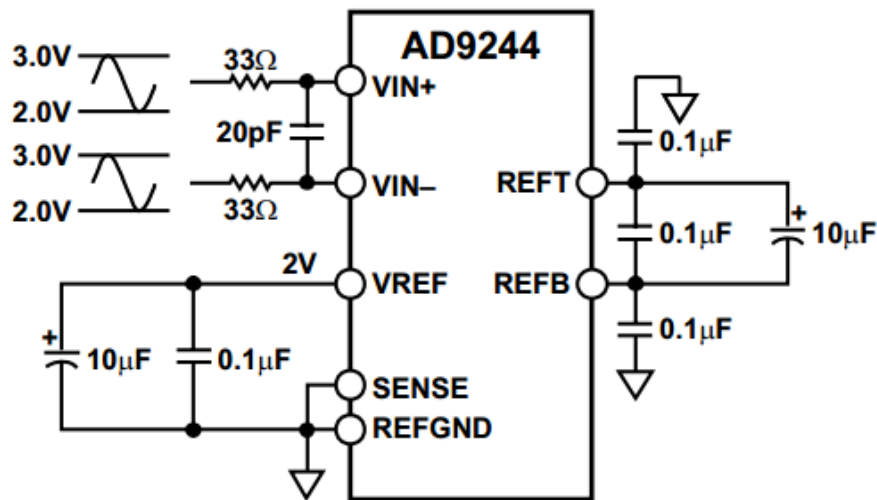 AD9244
3.0V
2.0V
33Ω
VIN+
20pF
3.0V
2.0V
33Ω
VIN–
2V
VREF
+
10μF
0.1μF
SENSE
REFGND
0.1μF
REFT
0.1μF
+
10μF
REFB
0.1μF